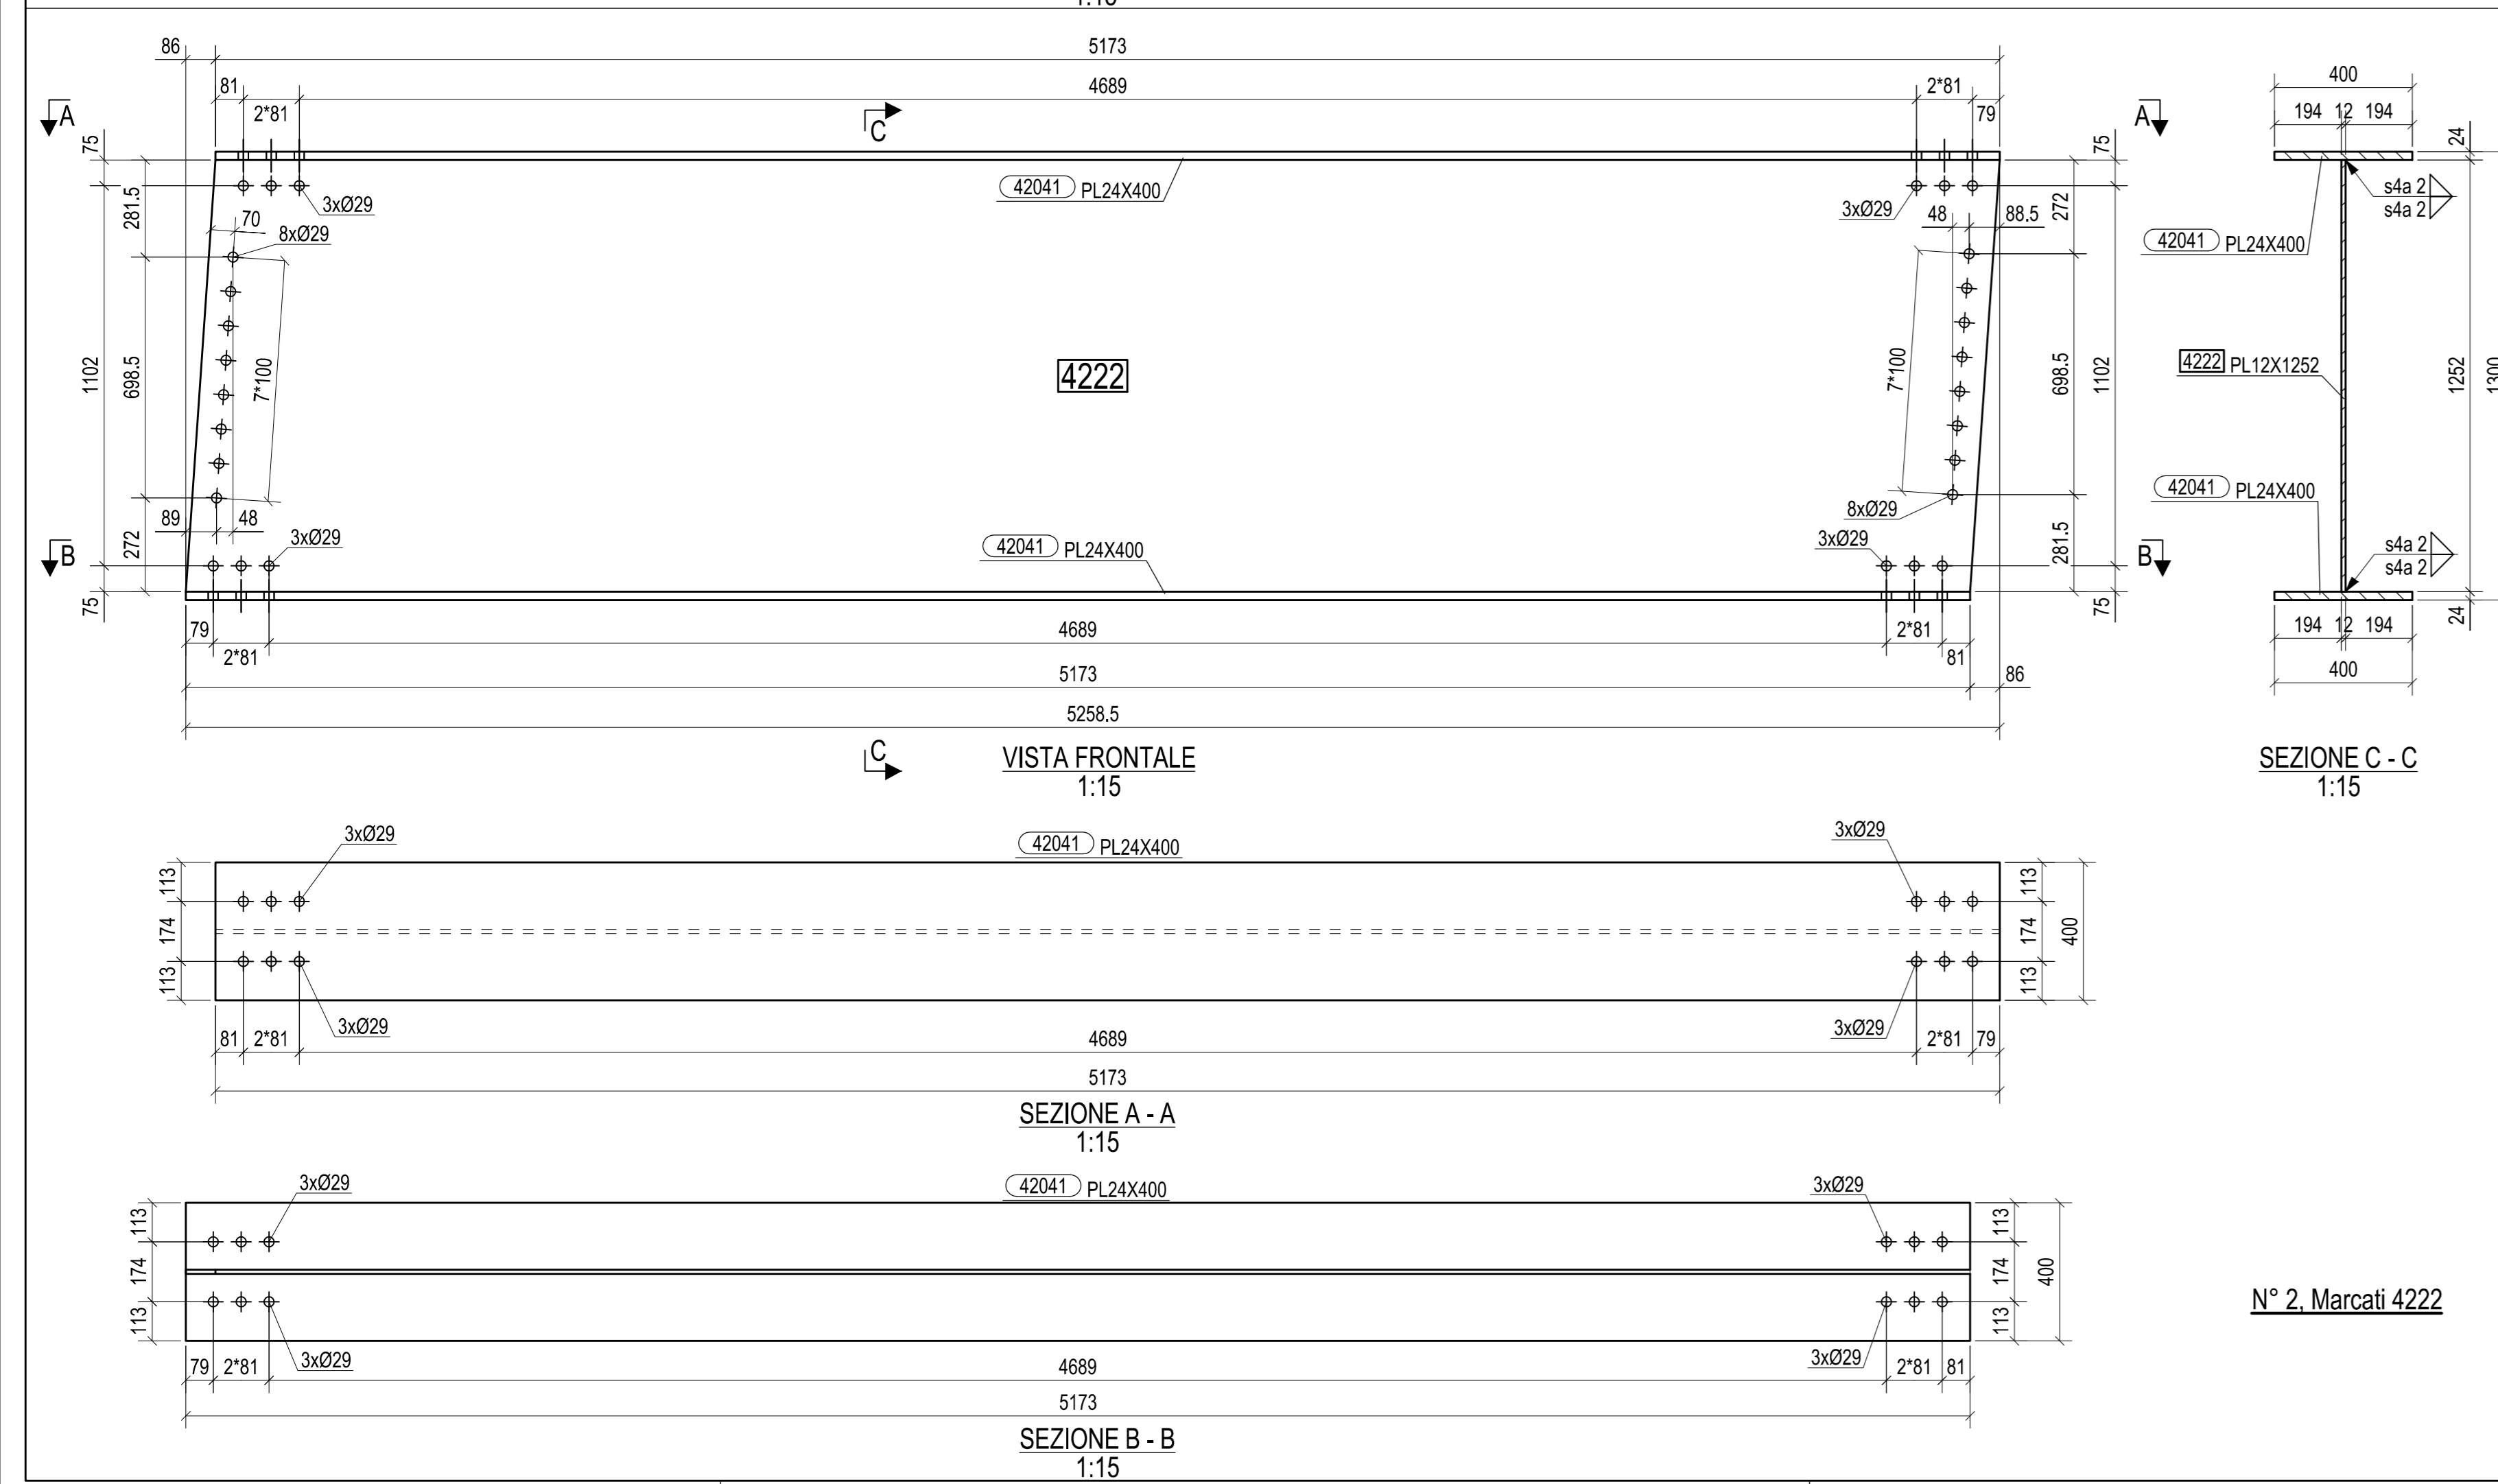 86
5173
81
2*81
4689
2*81
79
A
C
A
75
281.5
70
3xØ29
8xØ29
42041 PL24X400
3xØ29
48
88.5
272
75
1102
698.5
7*100
4222
7*100
698.5
1102
89
48
272
3xØ29
8xØ29
3xØ29
42041 PL24X400
281.5
B
B
75
75
79
2*81
4689
2*81
81
5173
86
5258.5
C
VISTA FRONTALE
1:15
400
194 12 194
24
s4a 2
s4a 2
42041 PL24X400
4222 PL12X1252
1252
42041 PL24X400
s4a 2
s4a 2
24
194 12 194
400
SEZIONE C - C
1:15
3xØ29
42041 PL24X400
3xØ29
113
174
113
113
174
113
400
3xØ29
3xØ29
81
2*81
4689
2*81
79
5173
SEZIONE A - A
1:15
3xØ29
42041 PL24X400
3xØ29
113
174
113
113
174
113
400
3xØ29
3xØ29
79
2*81
4689
2*81
81
5173
SEZIONE B - B
1:15
N° 2, Marcati 4222